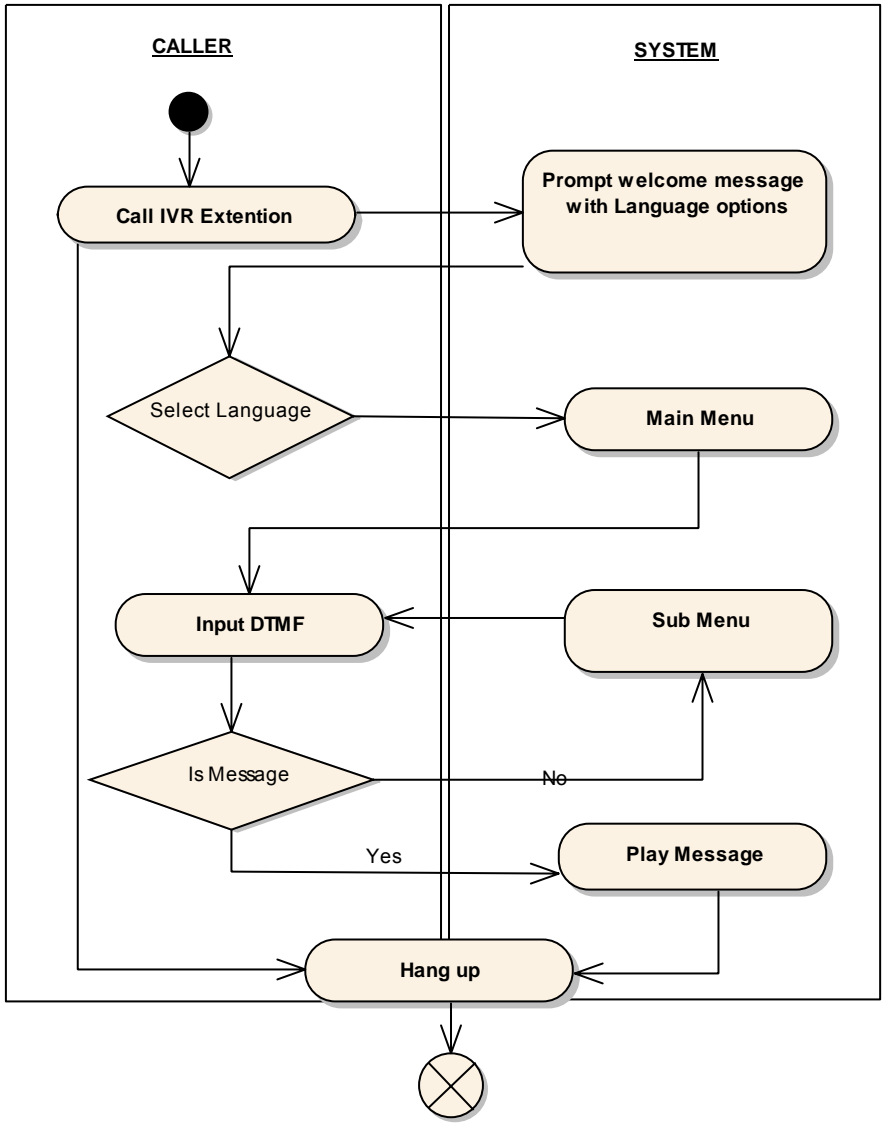 CALLER
SYSTEM
Call IVR Extention
Prompt welcome message
with Language options
Select Language
Main Menu
Input DTMF
Sub Menu
Is Message
No
Yes
Play Message
Hang up